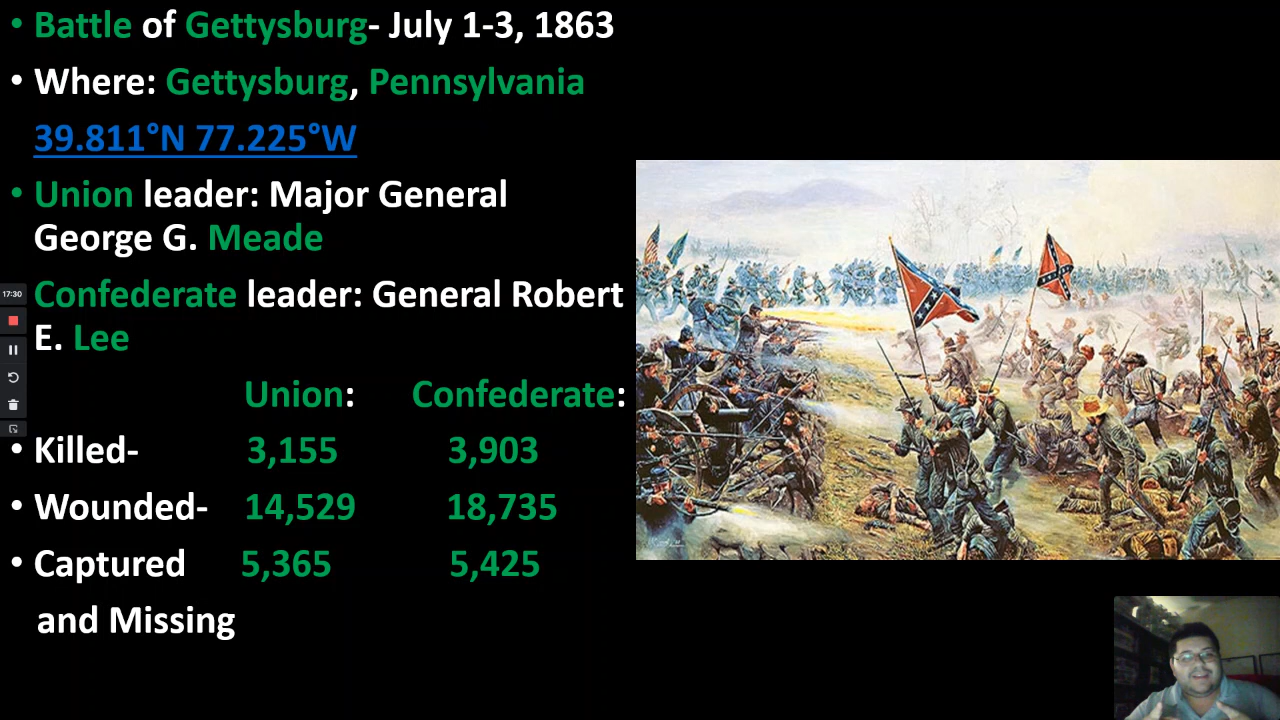 • Battle of Gettysburg- July 1-3, 1863
• Where: Gettysburg, Pennsylvania
39.811°N 77.225°W
• Union leader: Major General
George G. Meade
Confederate leader: General Robert
E. Lee
Union: Confederate:
• Killed- 3,155 3,903
• Wounded- 14,529 18,735
• Captured 5,365 5,425
and Missing
17:30